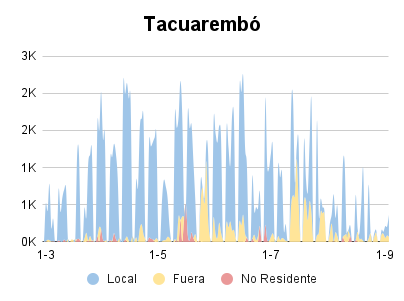 Tacuarembó
3K
2K
2K
1K
1K
0K
1-3 1-5 1-7 1-9
Local Fuera No Residente